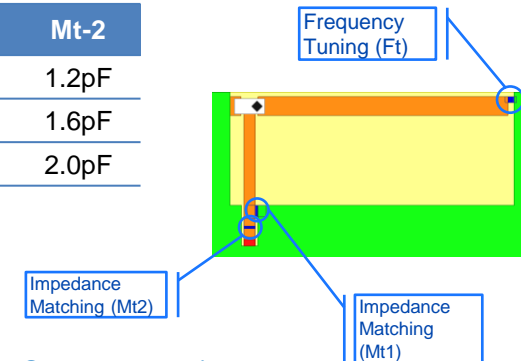 Mt-2
1.2pF
1.6pF
2.0pF
Frequency
Tuning (Ft)
Impedance
Matching (Mt2)
Impedance
Matching
(Mt1)